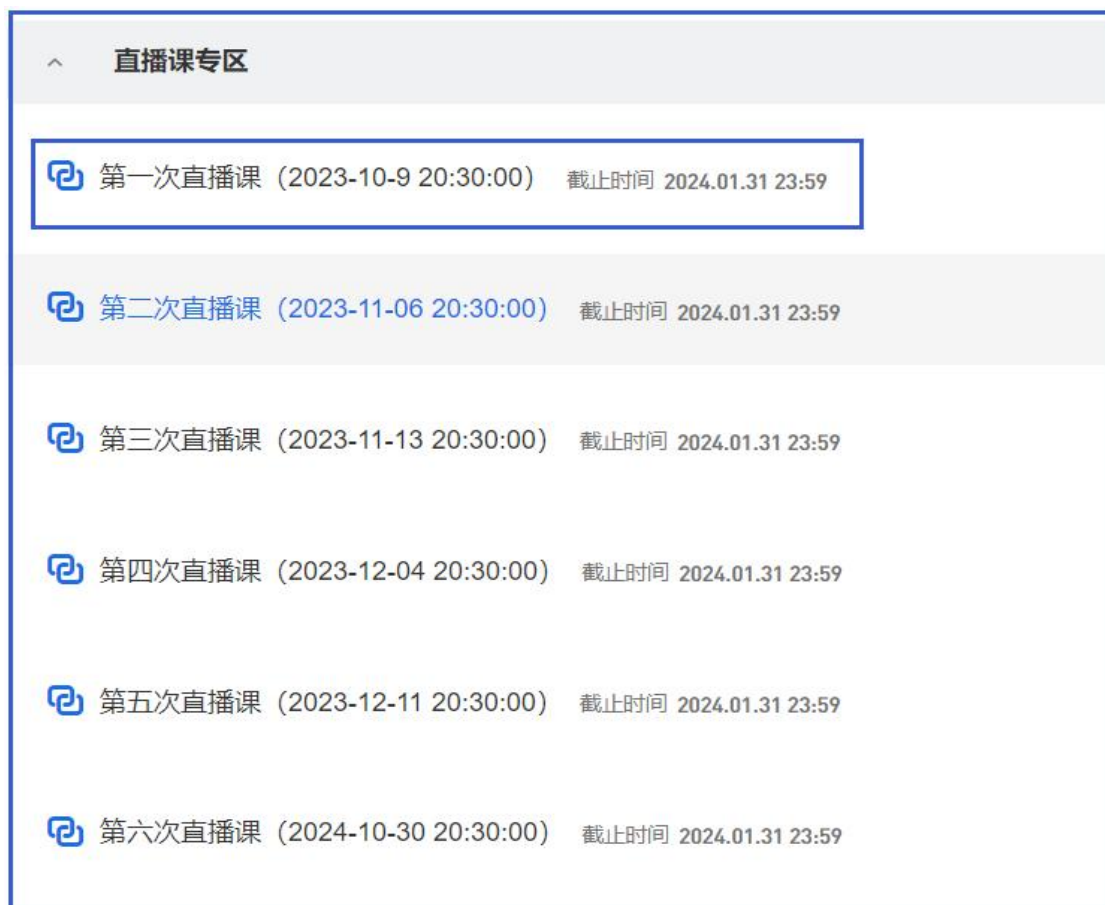 直播课专区
第一次直播课（2023-10-9 20:30:00） 截止时间 2024.01.31 23:59
第二次直播课（2023-11-06 20:30:00） 截止时间 2024.01.31 23:59
第三次直播课（2023-11-13 20:30:00） 截止时间 2024.01.31 23:59
第四次直播课（2023-12-04 20:30:00） 截止时间 2024.01.31 23:59
第五次直播课（2023-12-11 20:30:00） 截止时间 2024.01.31 23:59
第六次直播课（2024-10-30 20:30:00） 截止时间 2024.01.31 23:59